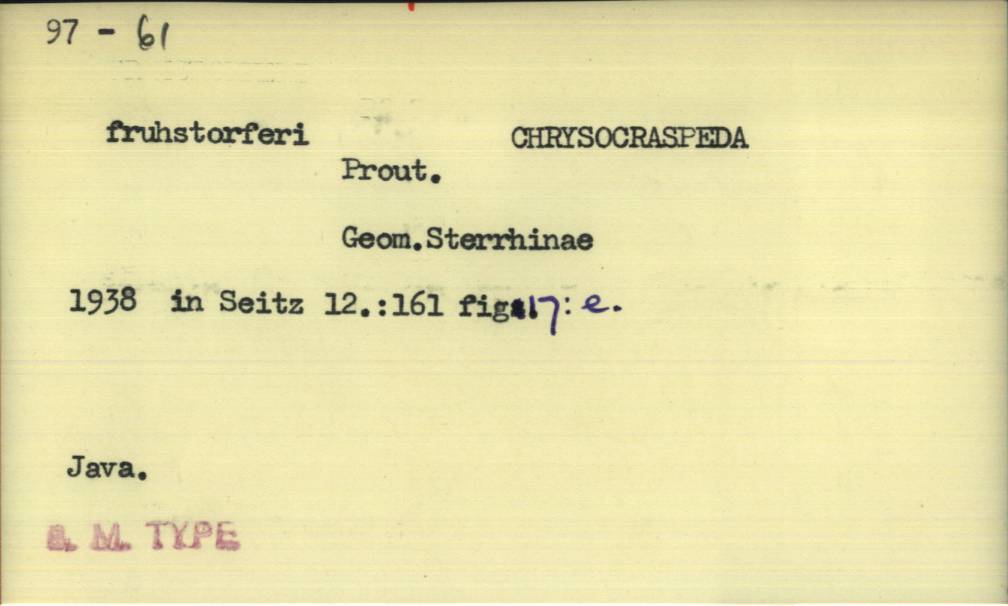 97 - 61
fruhstorferi CHRYSOCRASPEDA
Prout.
Geom.Sterrhinae
1938 in Seitz 12.:161 fig.17:e.
Java.
B. M. TYPE